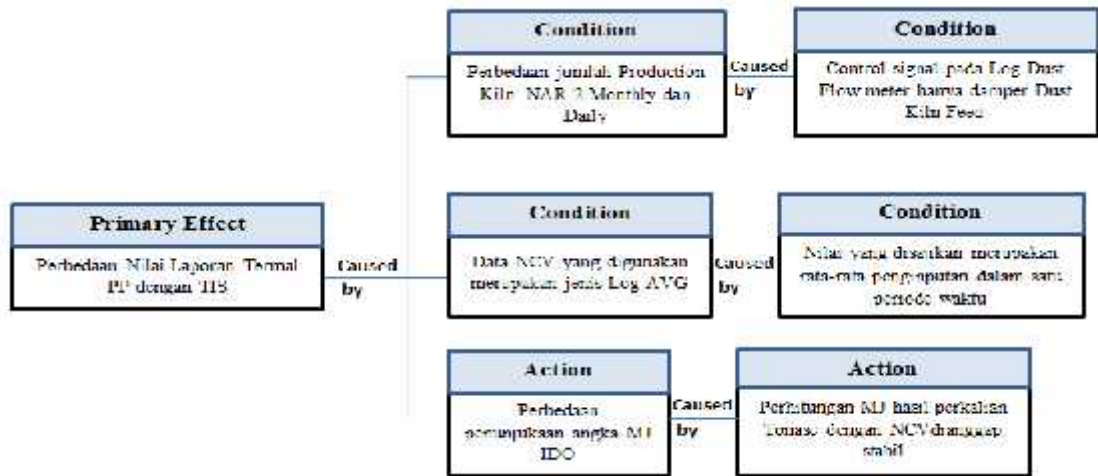 Condition
Perbedaan jumlah Production
Kiln NAR 2 Monthly dan
Daily
Caused
by
Condition
Control signal pada Log Dust
Flow meter hanya damper Dust
Kiln Feed
Primary Effect
Perbedaan Nilai Laporan Termal
PP dengan TIS
Caused
by
Condition
Data NCV yang digunakan
merupakan jenis Log AVG
Caused
by
Condition
Nilai yang disarikan merupakan
rata-rata penginputan dalam satu
periode waktu
Action
Perbedaan
penunjukaan angka MJ
IDO
Caused
by
Action
Perhitungan MJ hasil perkalian
Tonase dengan NCV dianggap
stabil